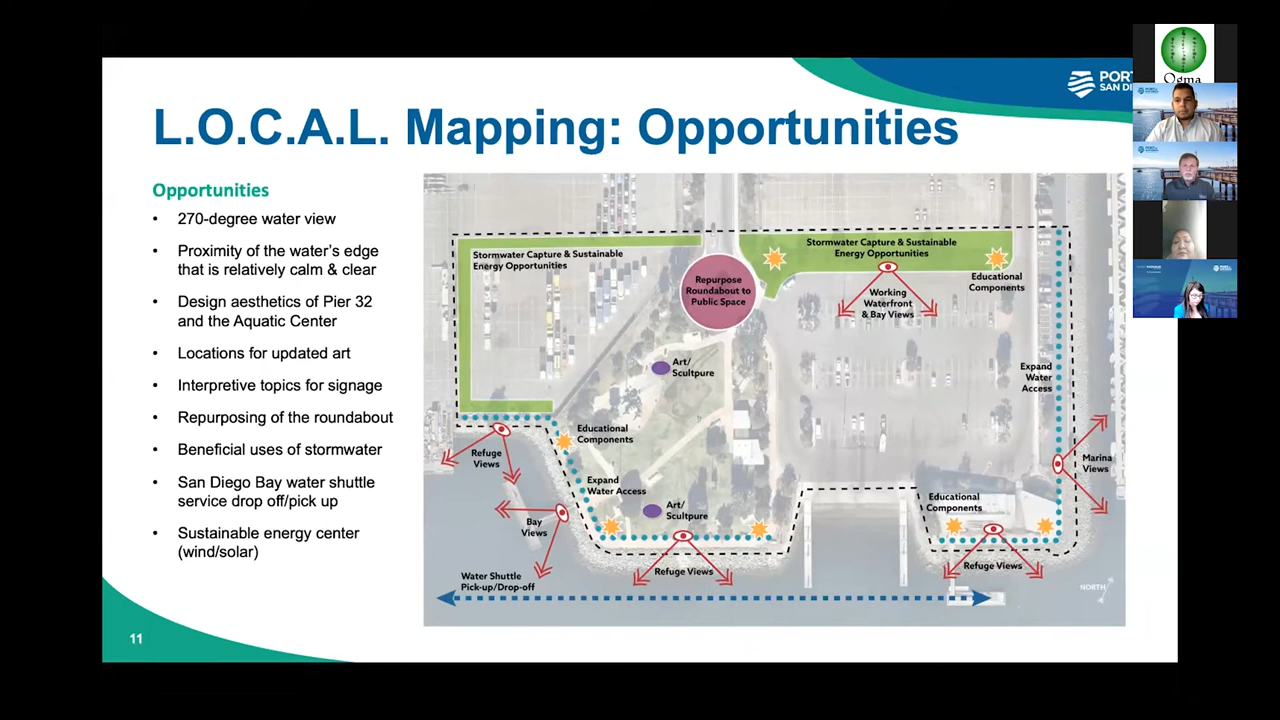 PORT
SAN DI
Ogma
L.O.C.A.L. Mapping: Opportunities
Opportunities
• 270-degree water view
• Proximity of the water’s edge
that is relatively calm & clear
• Design aesthetics of Pier 32
and the Aquatic Center
• Locations for updated art
• Interpretive topics for signage
• Repurposing of the roundabout
• Beneficial uses of stormwater
• San Diego Bay water shuttle
service drop off/pick up
• Sustainable energy center
(wind/solar)
Stormwater Capture & Sustainable
Energy Opportunities
Repurpose
Roundabout to
Public Space
Stormwater Capture & Sustainable
Energy Opportunities
Educational
Components
Working
Waterfront
& Bay Views
Art/
Scultpure
Expand
Water
Access
Educational
Components
Refuge
Views
Marina
Views
Expand
Water Access
Art/
Scultpure
Educational
Components
Bay
Views
Refuge Views
Refuge Views
Water Shuttle
Pick-up/Drop-off
NORTH
11